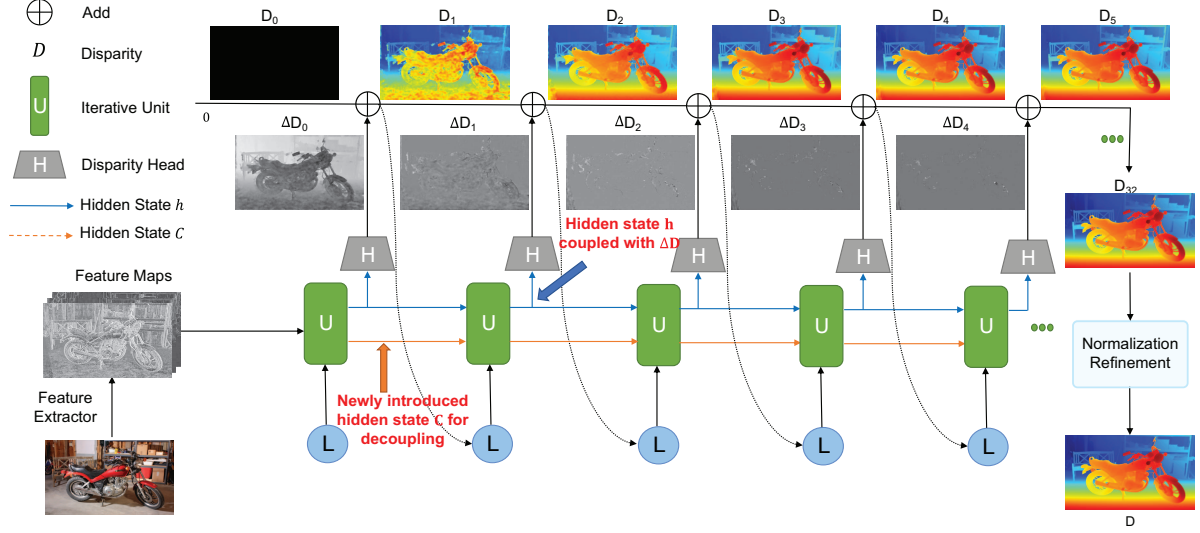 Add
D
Disparity
U
Iterative Unit
H
Disparity Head
Hidden State h
Hidden State C
D₀
D₁
D₂
D₃
D₄
D₅
0
ΔD₀
ΔD₁
ΔD₂
ΔD₃
ΔD₄
D₃₂
Hidden state h
coupled with ΔD
H
H
H
H
H
Feature Maps
U
U
U
U
U
Normalization
Refinement
Feature
Extractor
Newly introduced
hidden state C for
decoupling
L
L
L
L
L
D